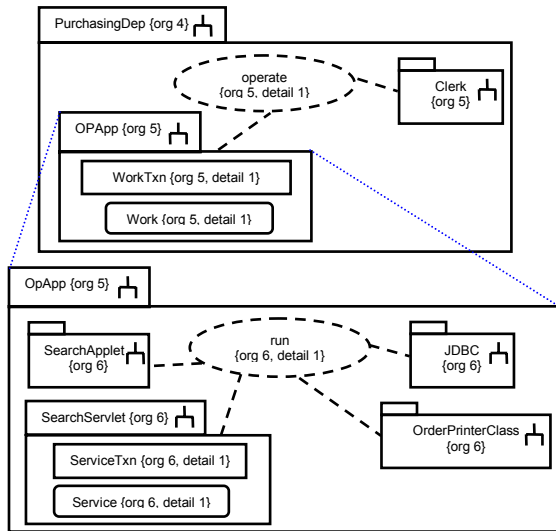 PurchasingDep {org 4}
operate
{org 5, detail 1}
Clerk
{org 5}
OPApp {org 5}
WorkTxn {org 5, detail 1}
Work {org 5, detail 1}
OpApp {org 5}
SearchApplet
{org 6}
run
{org 6, detail 1}
JDBC
{org 6}
SearchServlet {org 6}
OrderPrinterClass
{org 6}
ServiceTxn {org 6, detail 1}
Service {org 6, detail 1}